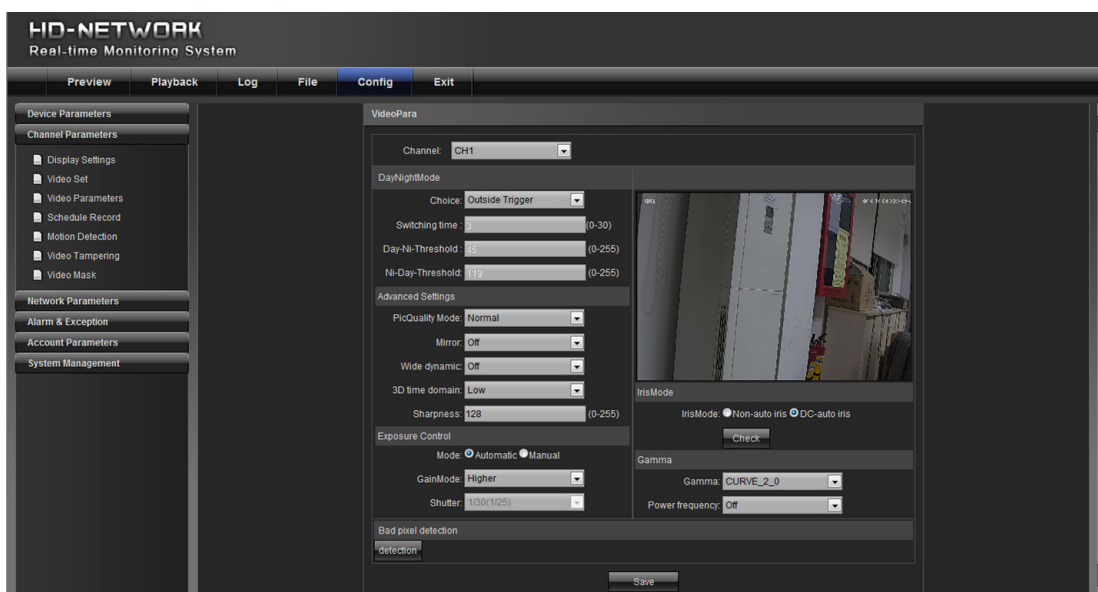 HD-NETWORK
Real-time Monitoring System
Preview Playback Log File Config Exit
Device Parameters
Channel Parameters
Display Settings
Video Set
Video Parameters
Schedule Record
Motion Detection
Video Tampering
Video Mask
Network Parameters
Alarm & Exception
Account Parameters
System Management
VideoPara
Channel: CH1
DayNightMode
Choice: Outside Trigger
Switching time : 3 (0-30)
Day-Ni-Threshold : 45 (0-255)
Ni-Day-Threshold: 119 (0-255)
Advanced Settings
PicQuality Mode: Normal
Mirror: Off
Wide dynamic: Off
3D time domain: Low
Sharpness: 128 (0-255)
Exposure Control
Mode: Automatic Manual
GainMode: Higher
Shutter: 1/30(1/25)
IrisMode
IrisMode: Non-auto iris DC-auto iris
Check
Gamma
Gamma: CURVE_2_0
Power frequency: Off
Bad pixel detection
detection
Save